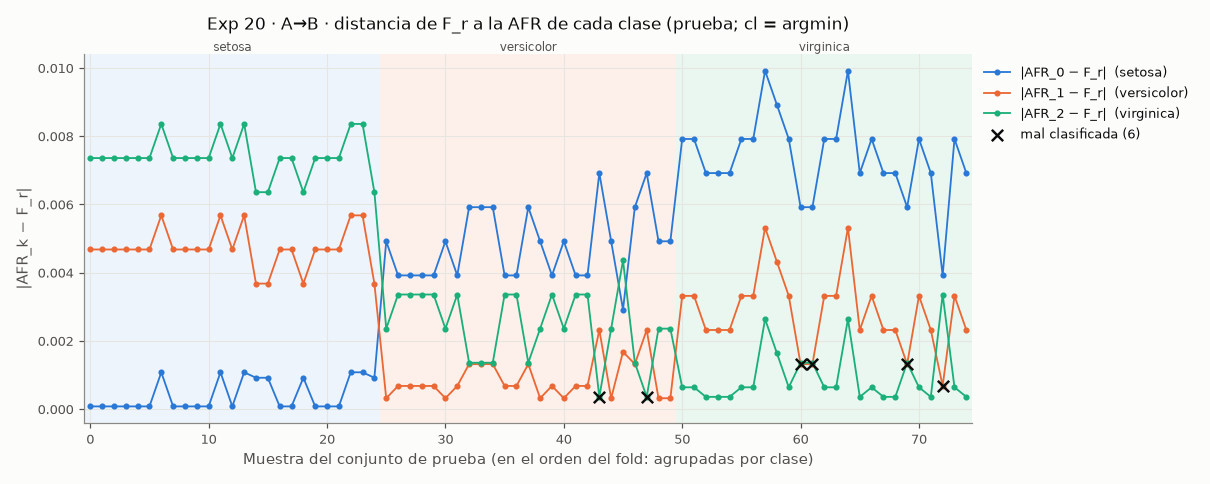 Exp 20 · A→B · distancia de F_r a la AFR de cada clase (prueba; cl = argmin)
setosa
versicolor
virginica
0.010
0.008
0.006
0.004
0.002
0.000
|AFR_k − F_r|
0
10
20
30
40
50
60
70
Muestra del conjunto de prueba (en el orden del fold: agrupadas por clase)
|AFR_0 − F_r| (setosa)
|AFR_1 − F_r| (versicolor)
|AFR_2 − F_r| (virginica)
mal clasificada (6)